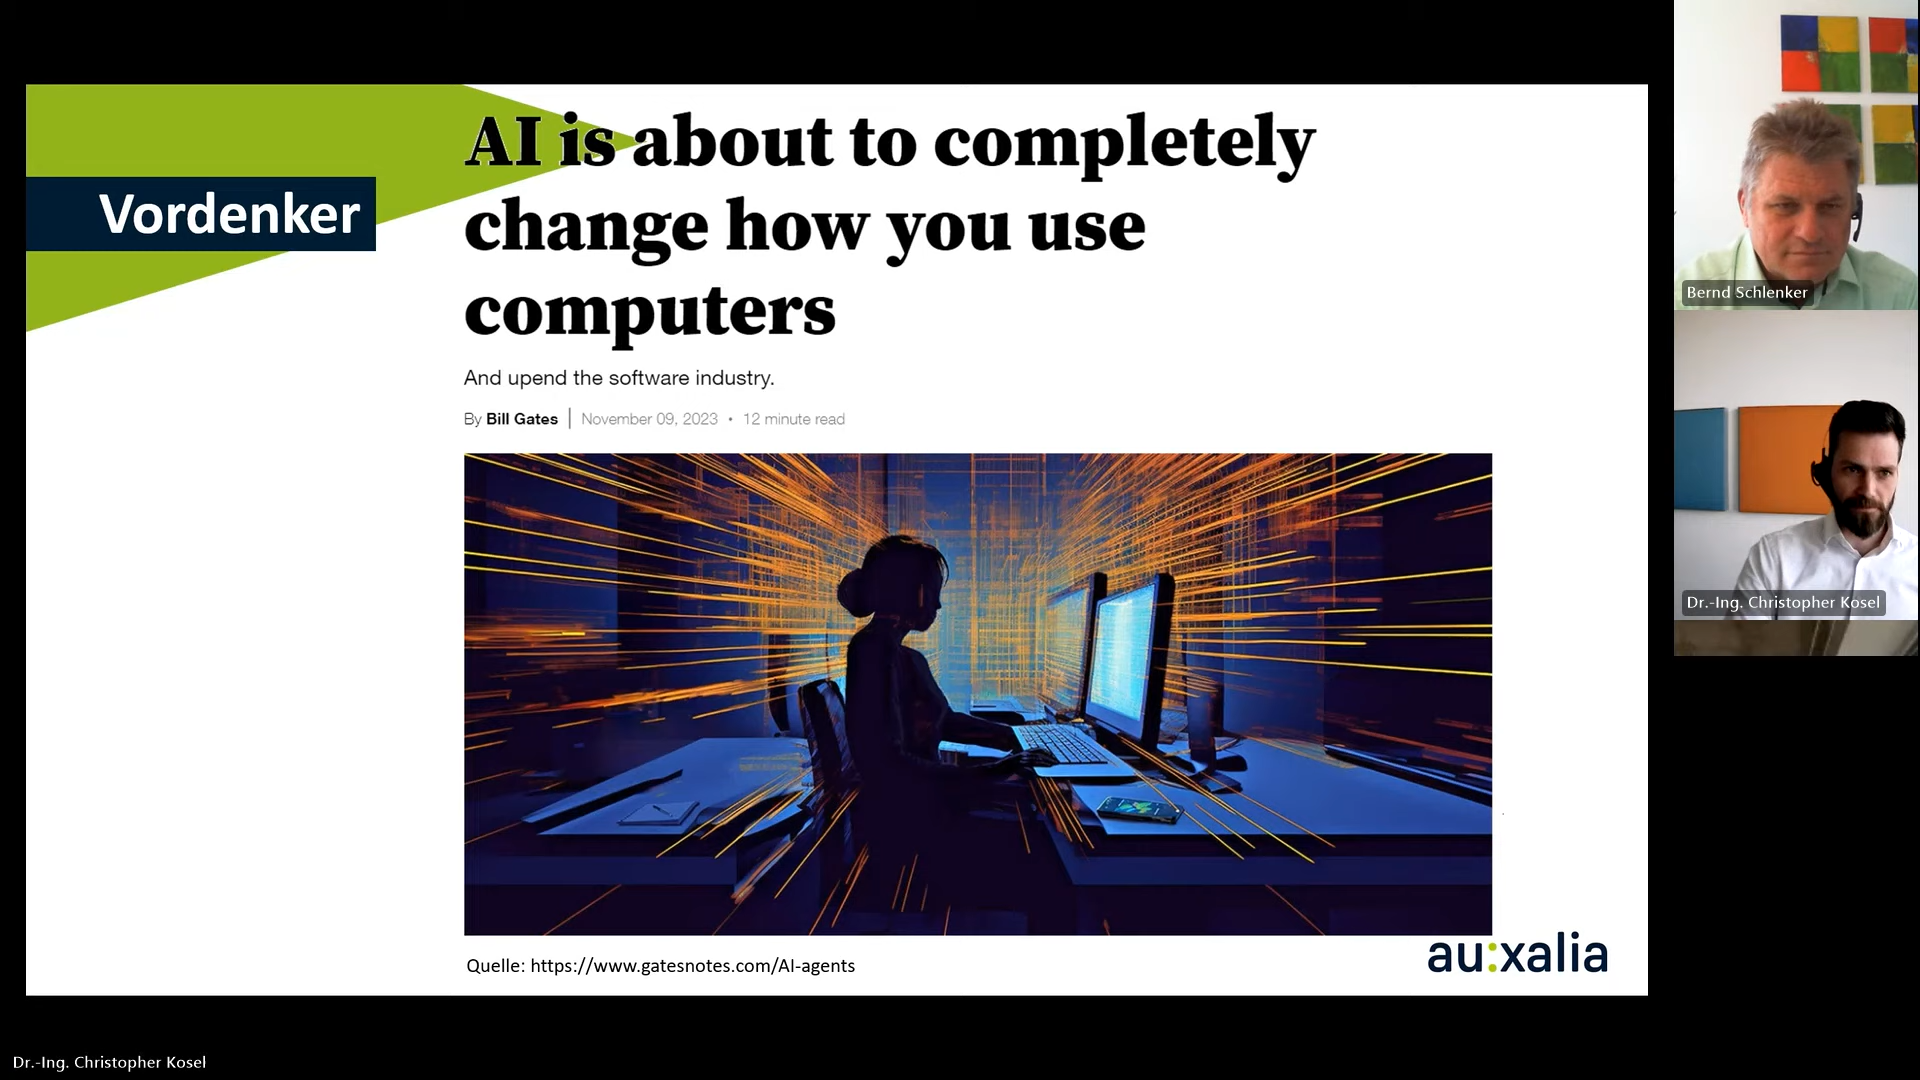 Vordenker
AI is about to completely
change how you use
computers
And upend the software industry.
By Bill Gates | November 09, 2023 • 12 minute read
Quelle: https://www.gatesnotes.com/AI-agents
au:xalia
Bernd Schlenker
Dr.-Ing. Christopher Kosel
Dr.-Ing. Christopher Kosel